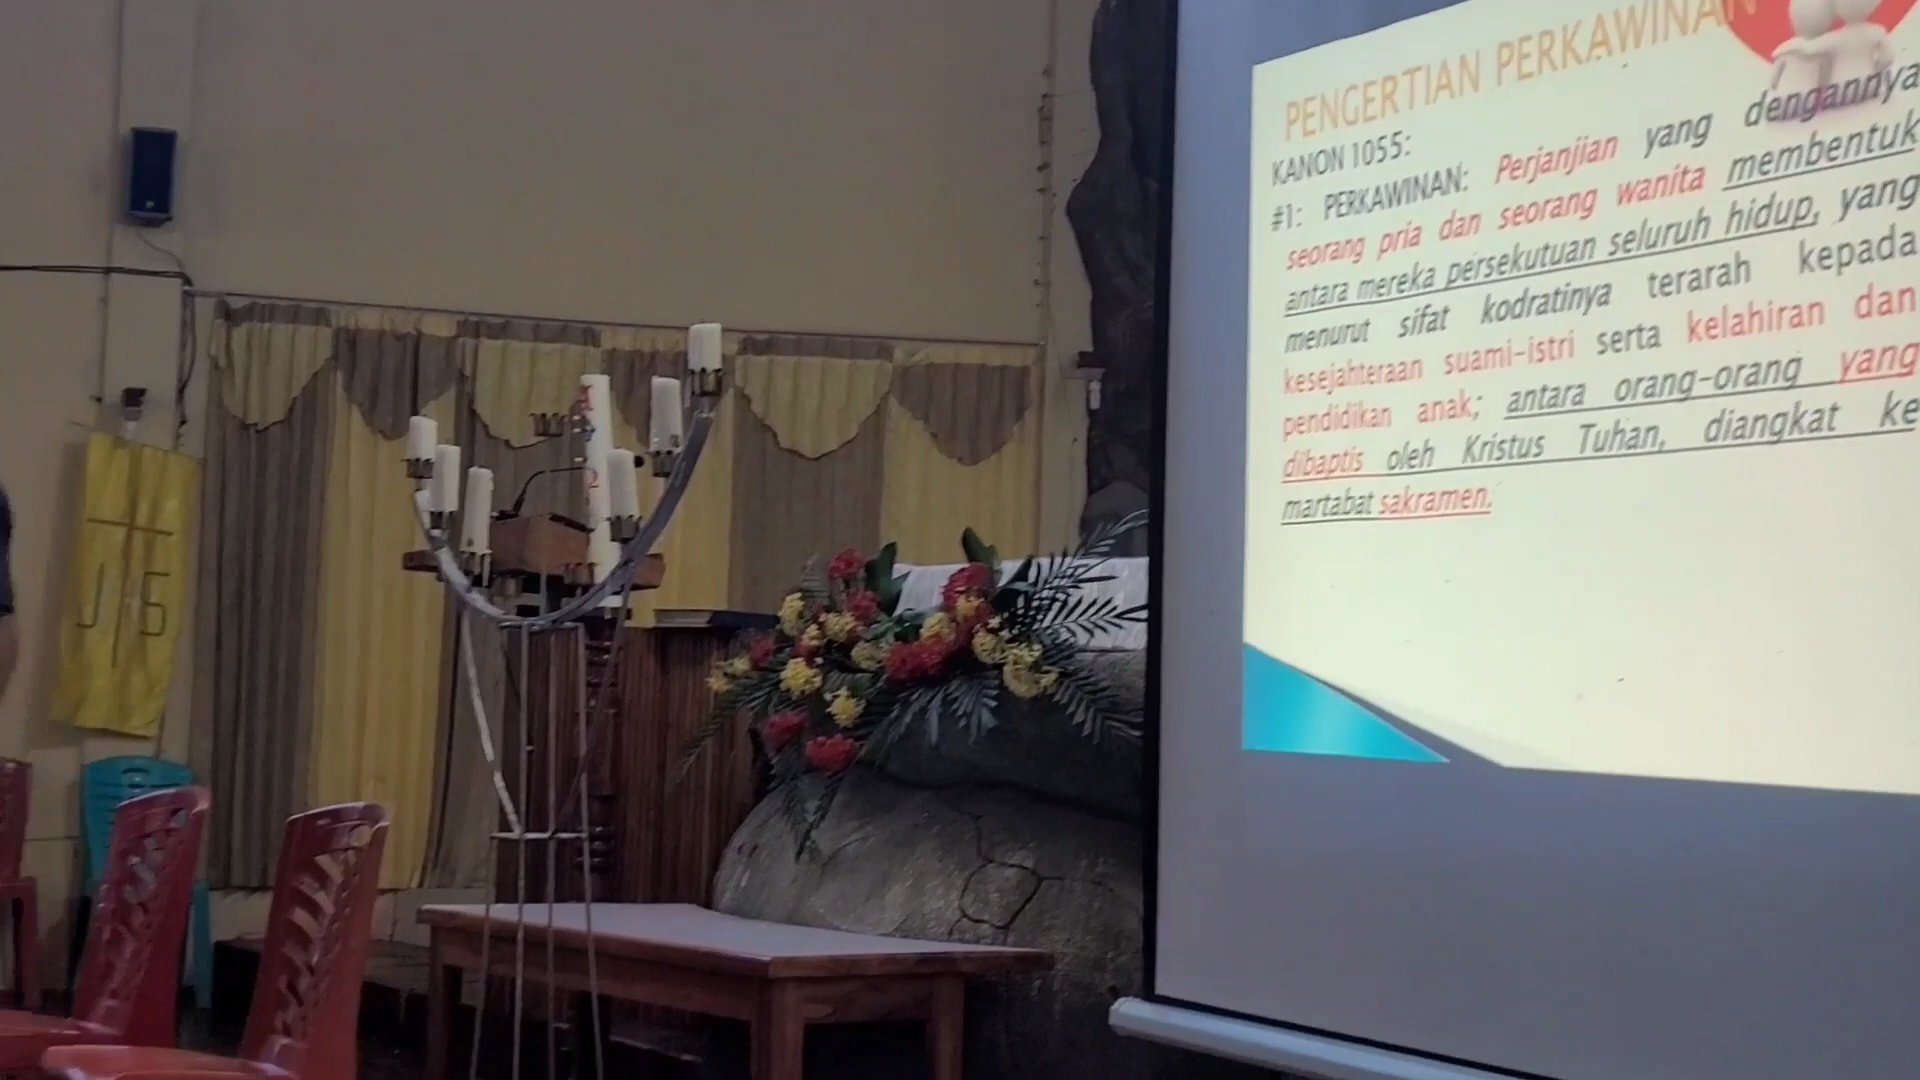 PENGERTIAN PERKAWINAN
KANON 1055:
#1: PERKAWINAN: Perjanjian yang dengannya
seorang pria dan seorang wanita membentuk
antara mereka persekutuan seluruh hidup, yang
menurut sifat kodratinya terarah kepada
kesejahteraan suami-istri serta kelahiran dan
pendidikan anak; antara orang-orang yang
dibaptis oleh Kristus Tuhan, diangkat ke
martabat sakramen.